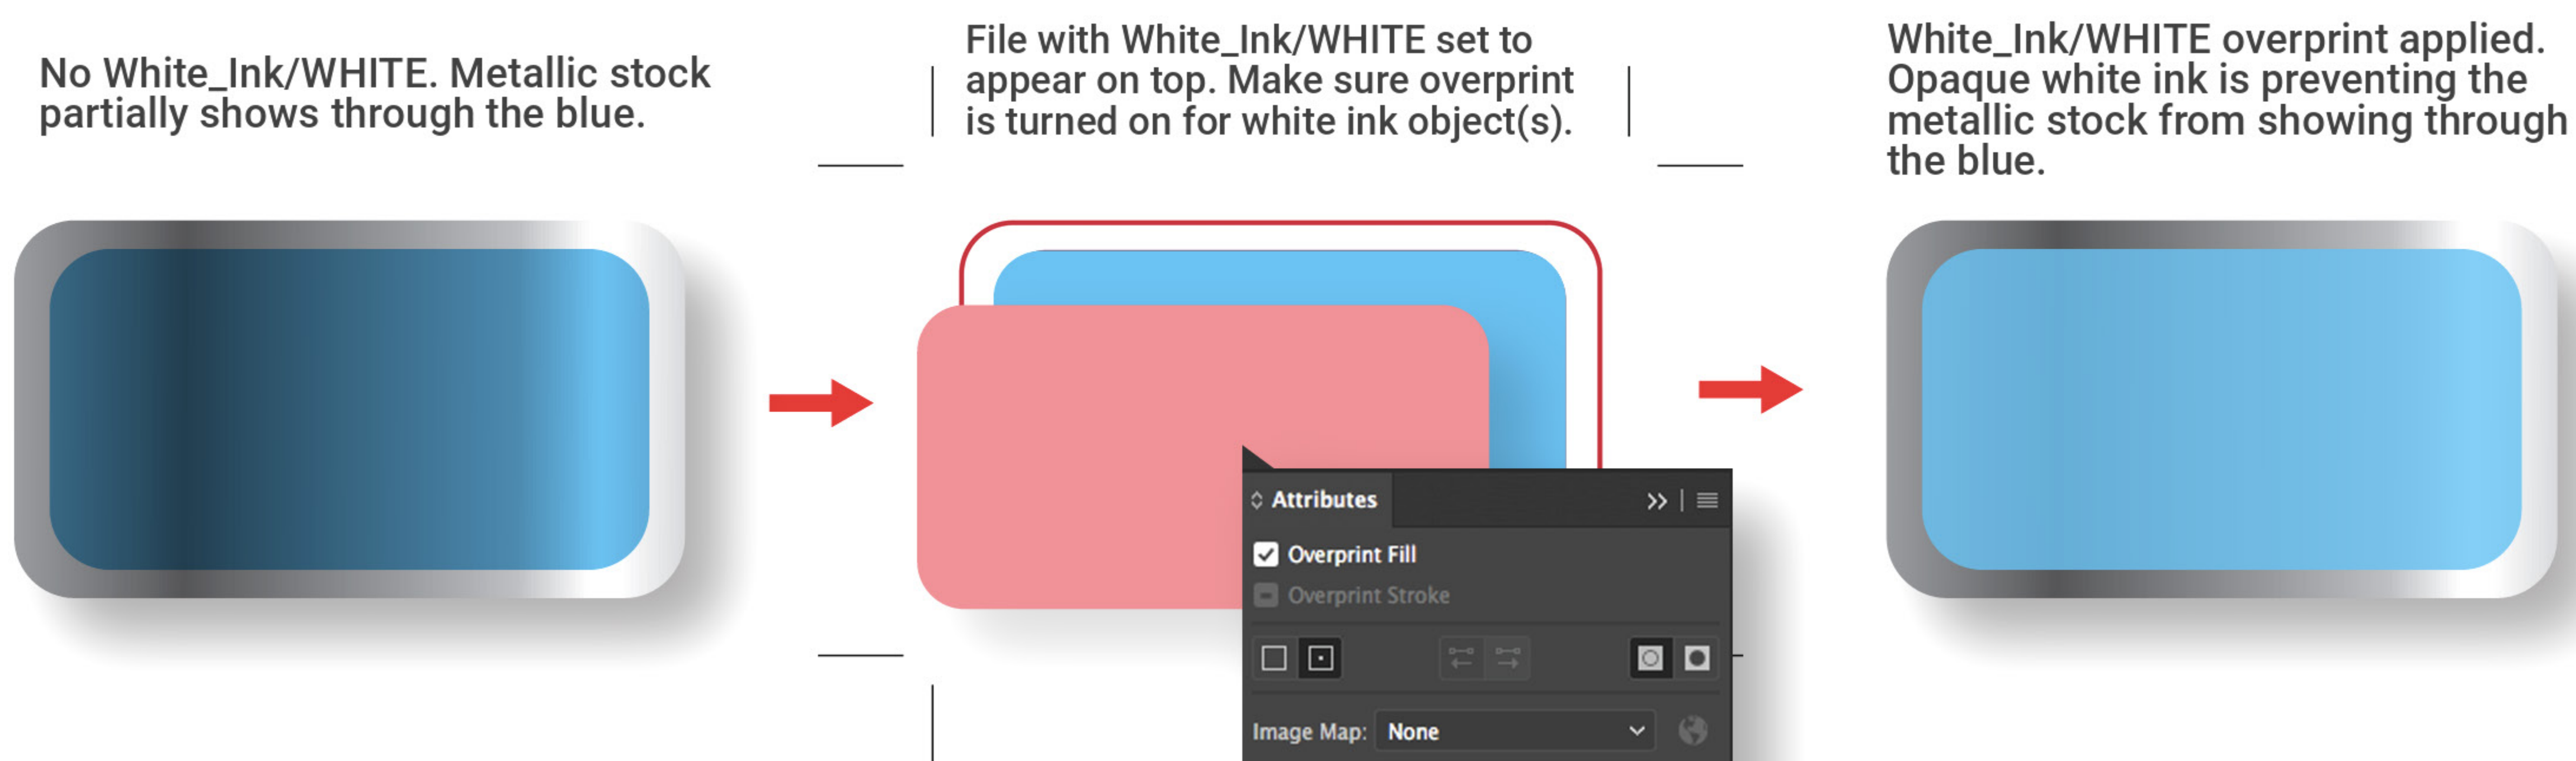 No White_Ink/WHITE. Metallic stock
partially shows through the blue.
File with White_Ink/WHITE set to
appear on top. Make sure overprint
is turned on for white ink object(s).
White_Ink/WHITE overprint applied.
Opaque white ink is preventing the
metallic stock from showing through
the blue.
Attributes
Overprint Fill
Overprint Stroke
Image Map: None